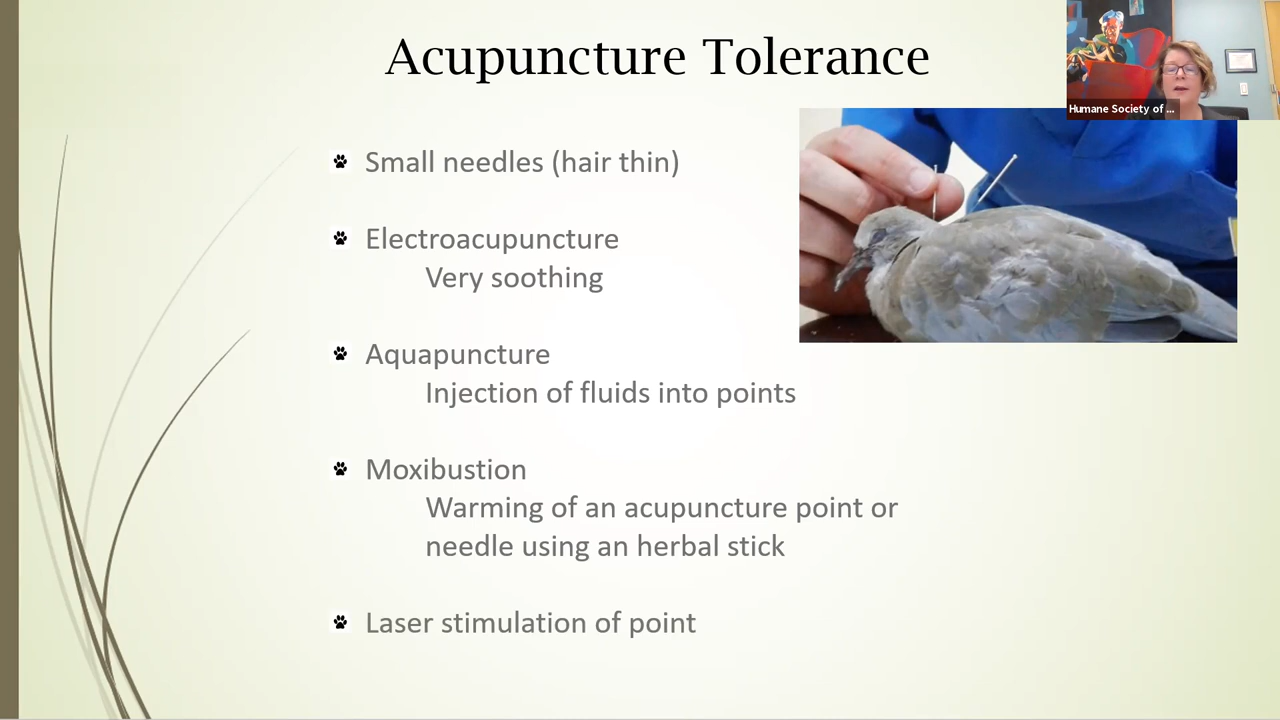 Acupuncture Tolerance
Humane Society of ...
Small needles (hair thin)
Electroacupuncture
Very soothing
Aquapuncture
Injection of fluids into points
Moxibustion
Warming of an acupuncture point or
needle using an herbal stick
Laser stimulation of point